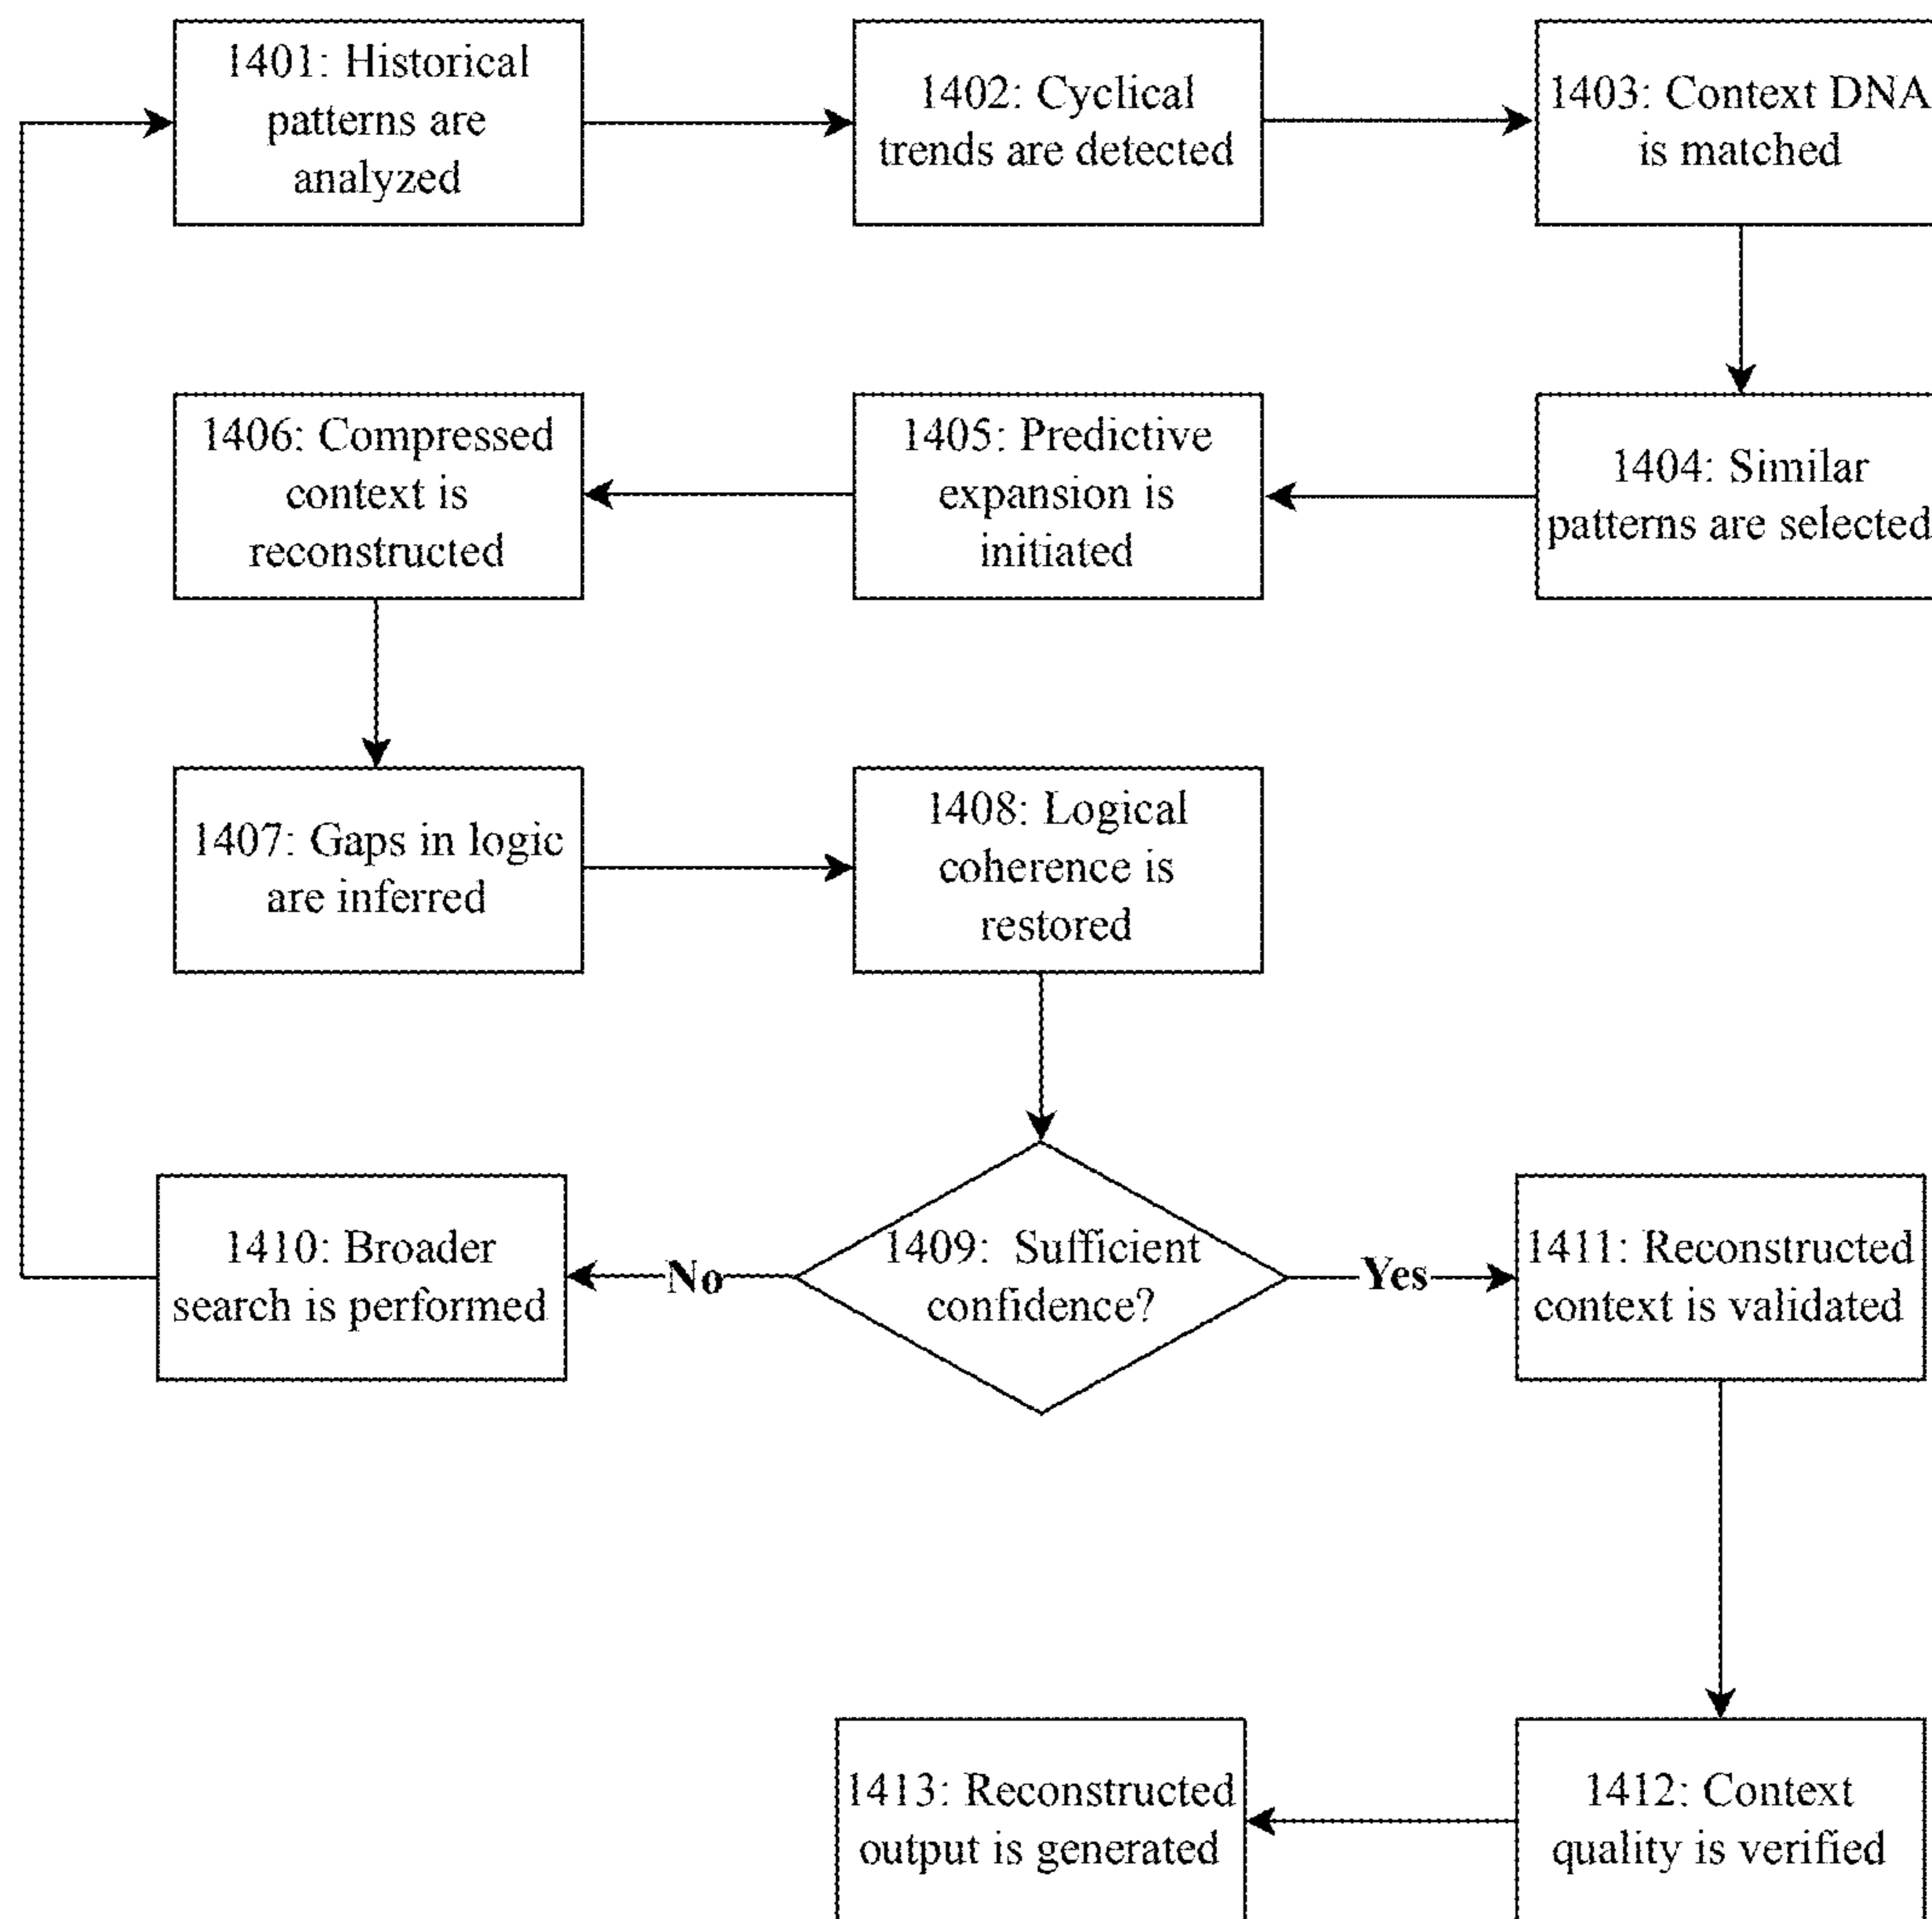 1401: Historical
patterns are
analyzed
1402: Cyclical
trends are detected
1403: Context DNA
is matched
1404: Similar
patterns are selected
1405: Predictive
expansion is
initiated
1406: Compressed
context is
reconstructed
1407: Gaps in logic
are inferred
1408: Logical
coherence is
restored
1409: Sufficient
confidence?
No
Yes
1410: Broader
search is performed
1411: Reconstructed
context is validated
1412: Context
quality is verified
1413: Reconstructed
output is generated